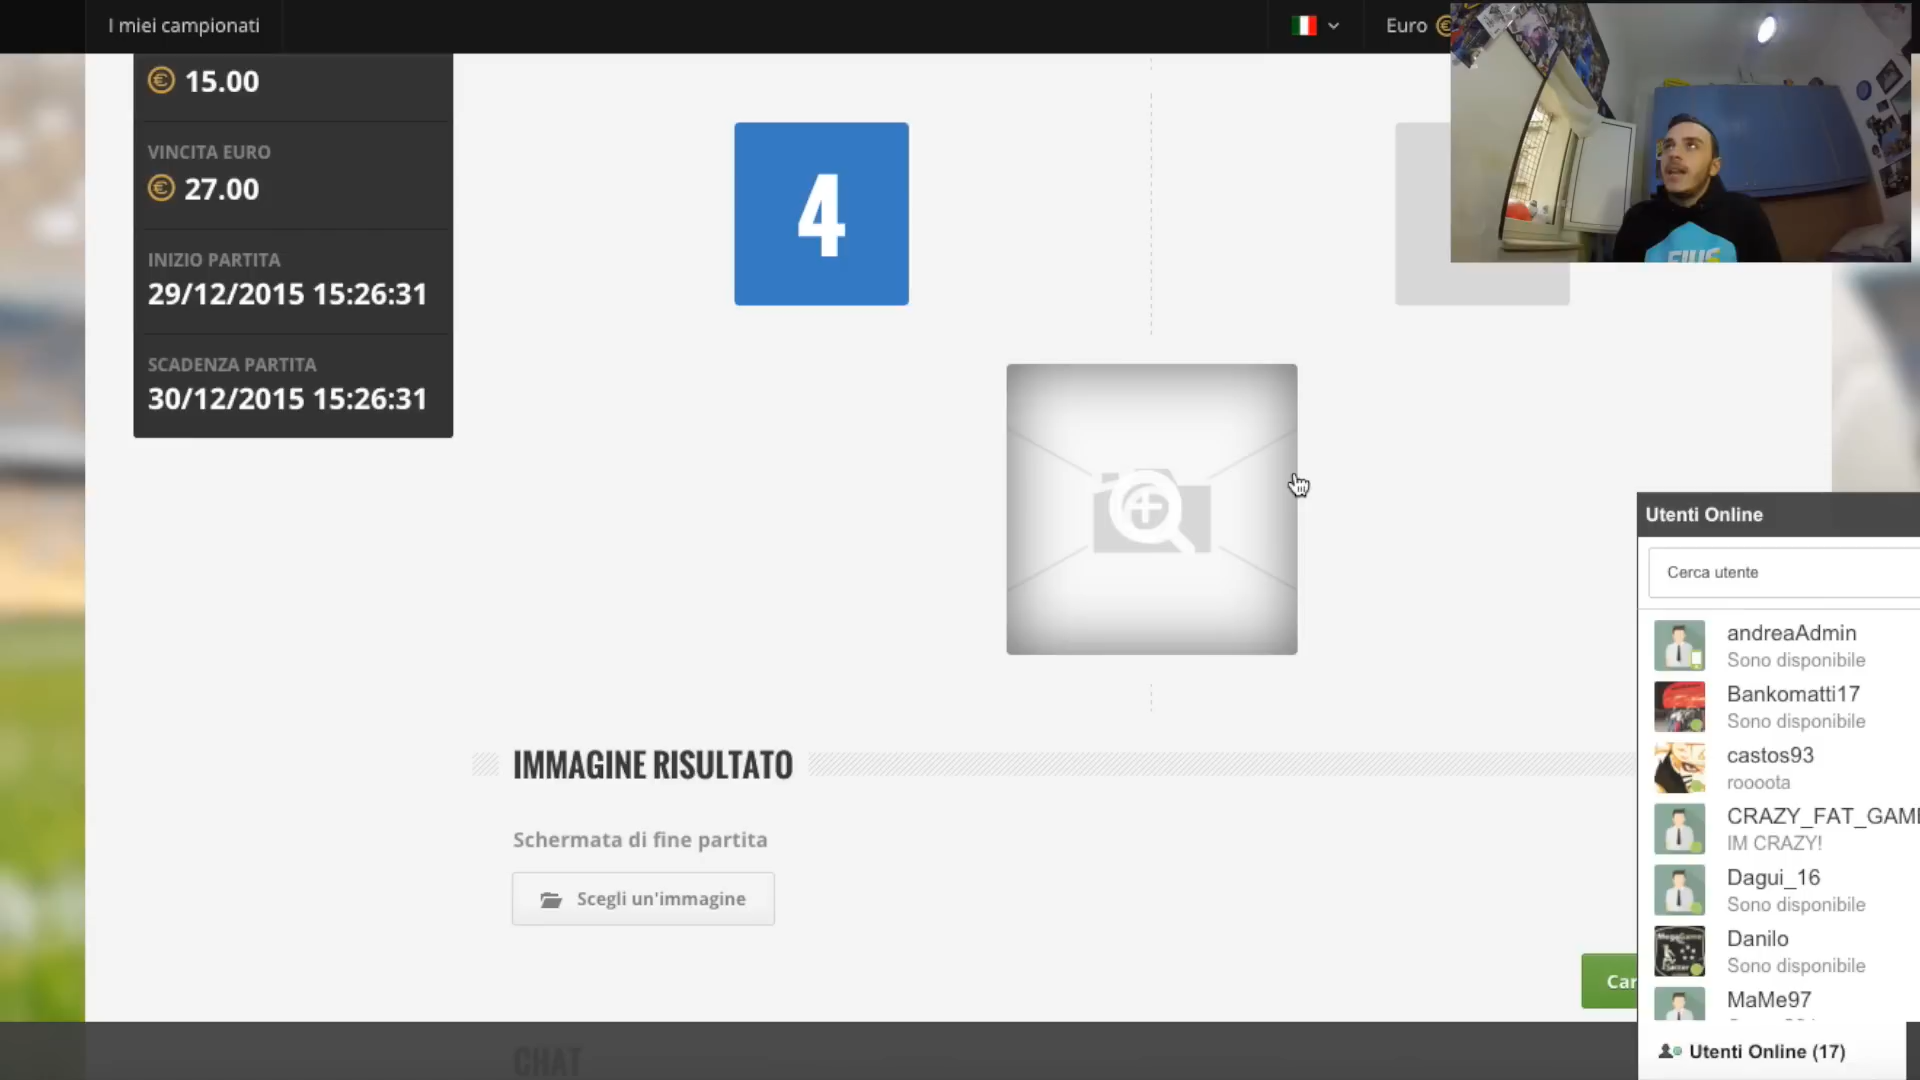 I miei campionati
Euro
15.00
VINCITA EURO
27.00
INIZIO PARTITA
29/12/2015 15:26:31
SCADENZA PARTITA
30/12/2015 15:26:31
4
IMMAGINE RISULTATO
Schermata di fine partita
Scegli un'immagine
Car
CHAT
Utenti Online
Cerca utente
andreaAdmin
Sono disponibile
Bankomatti17
Sono disponibile
castos93
roooota
CRAZY_FAT_GAME
IM CRAZY!
Dagui_16
Sono disponibile
Danilo
Sono disponibile
MaMe97
Utenti Online (17)